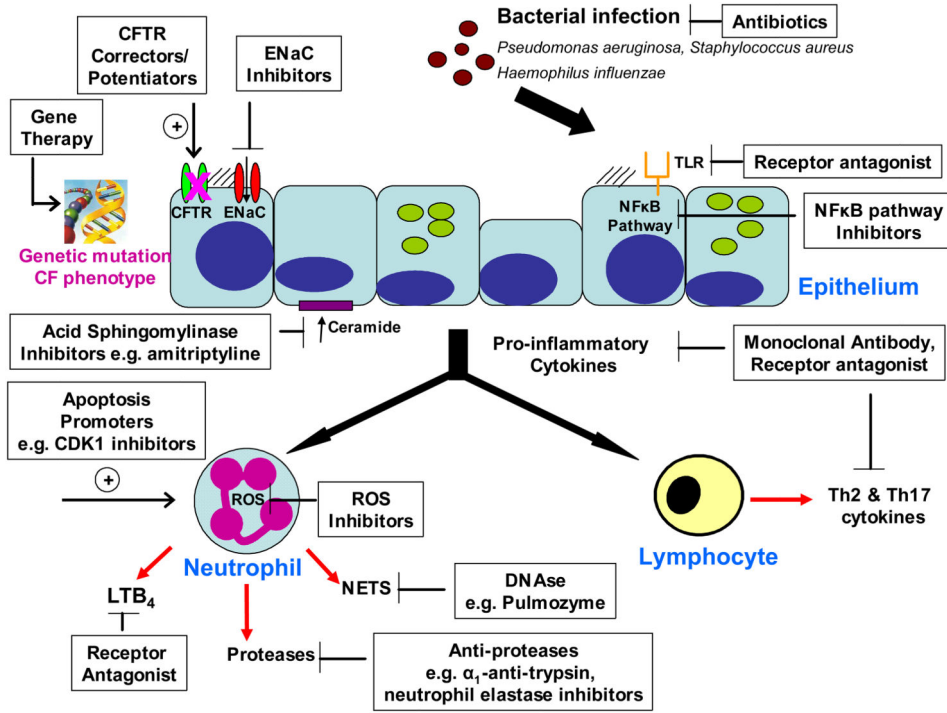 CFTR
Correctors/
Potentiators
ENaC
Inhibitors
Bacterial infection
Antibiotics
Pseudomonas aeruginosa, Staphylococcus aureus
Haemophilus influenzae
Gene
Therapy
+
TLR
Receptor antagonist
CFTR
ENaC
NFκB
Pathway
NFκB pathway
Inhibitors
Genetic mutation
CF phenotype
Epithelium
Acid Sphingomylinase
Inhibitors e.g. amitriptyline
Ceramide
Pro-inflammatory
Cytokines
Monoclonal Antibody,
Receptor antagonist
Apoptosis
Promoters
e.g. CDK1 inhibitors
+
ROS
ROS
Inhibitors
Th2 & Th17
cytokines
Neutrophil
Lymphocyte
LTB4
NETS
DNAse
e.g. Pulmozyme
Receptor
Antagonist
Proteases
Anti-proteases
e.g. α1-anti-trypsin,
neutrophil elastase inhibitors